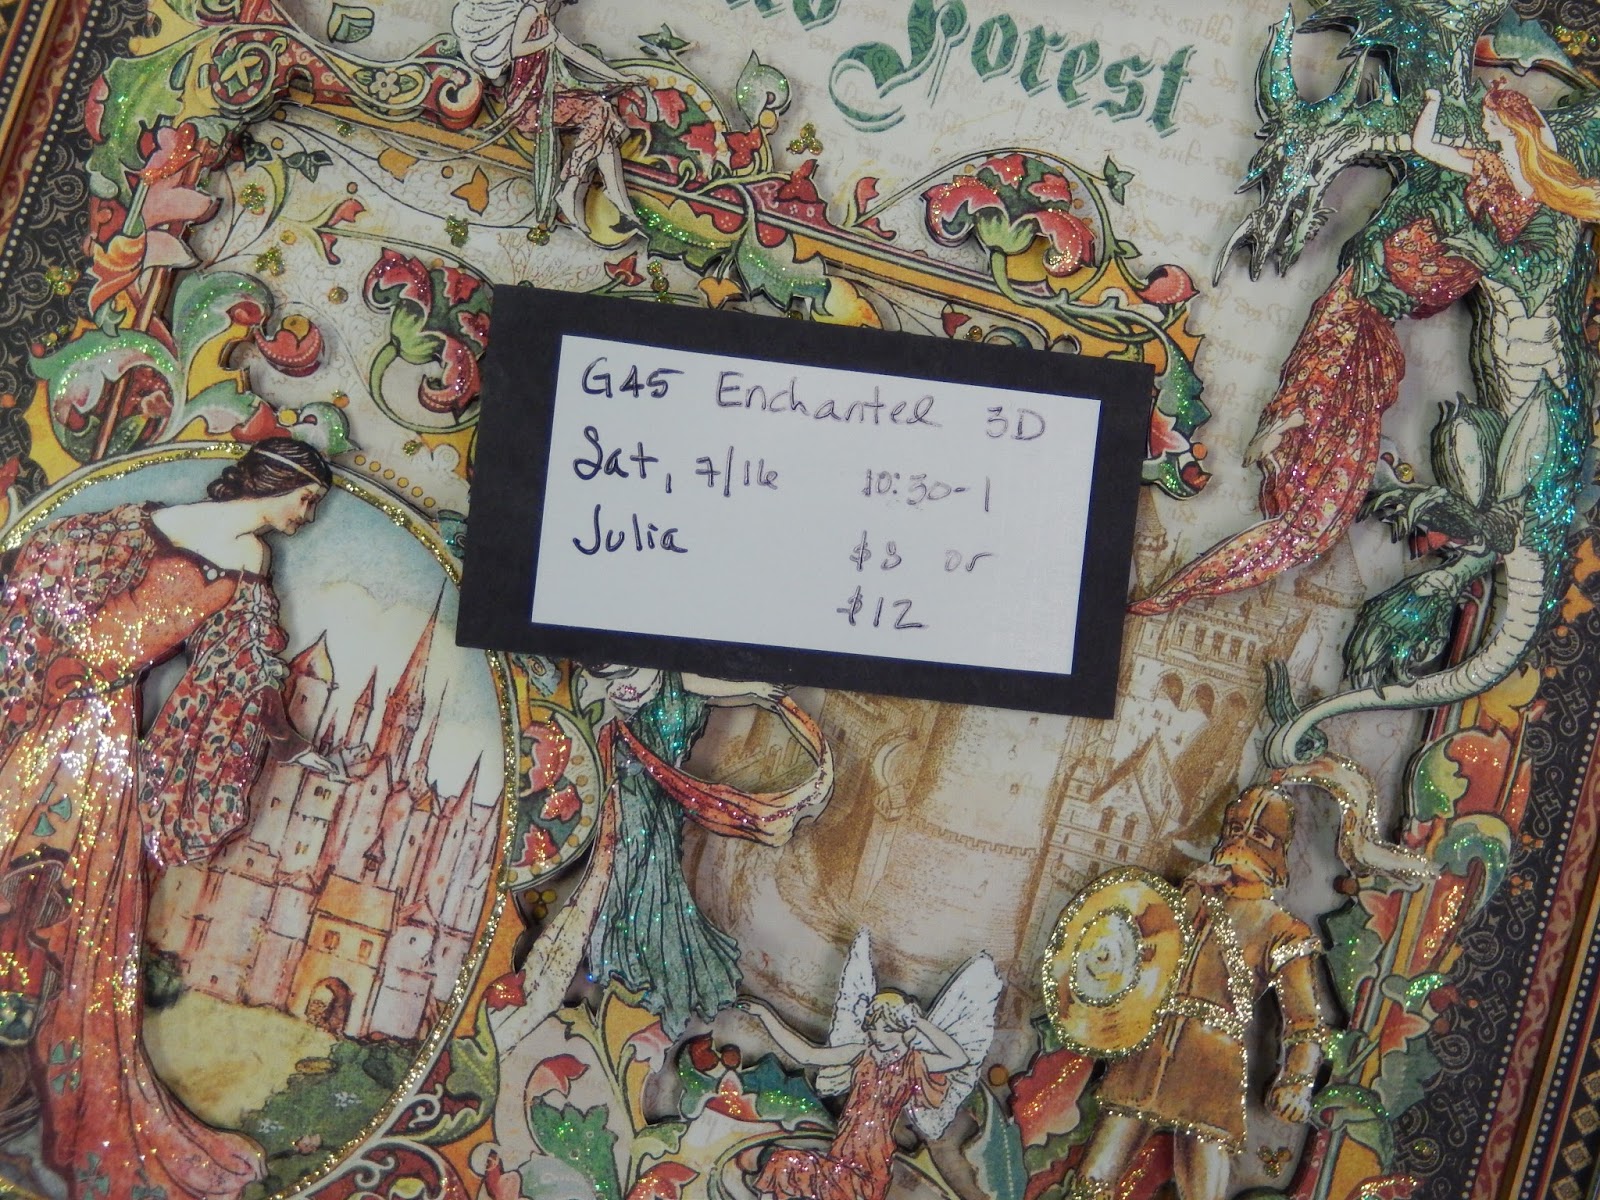 Forest
G45 Enchanted 3D
Sat, 7/16 10:30-1
Julia $8 or
$12